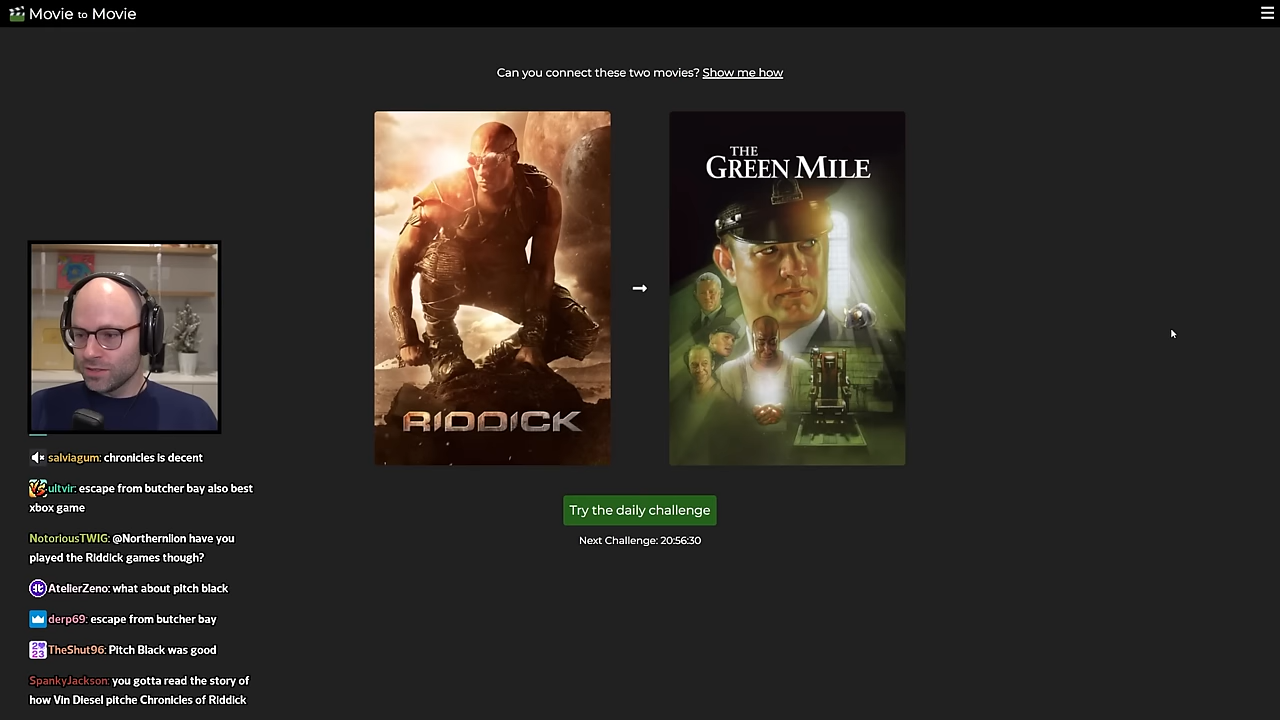 Movie to Movie
Can you connect these two movies? Show me how
RIDDICK
THE
GREEN MILE
Try the daily challenge
Next Challenge: 20:56:30
salviagum: chronicles is decent
ultvir: escape from butcher bay also best
xbox game
NotoriousTWIG: @Northernlion have you
played the Riddick games though?
AtelierZeno: what about pitch black
derp69: escape from butcher bay
TheShut96: Pitch Black was good
SpankyJackson: you gotta read the story of
how Vin Diesel pitche Chronicles of Riddick